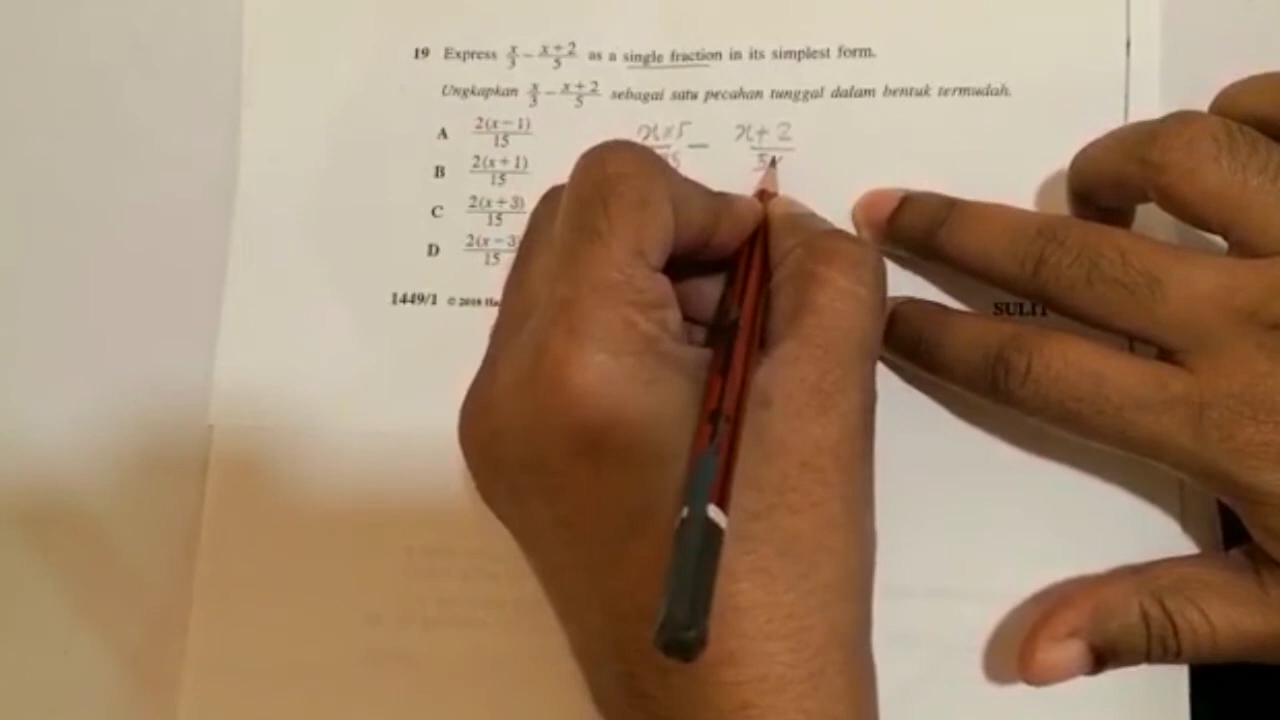 19 Express x/3 − x+2/5 as a single fraction in its simplest form.
Ungkapkan x/3 − x+2/5 sebagai satu pecahan tunggal dalam bentuk termudah.
A 2(x−1)/15
x×5 − x+2
B 2(x+1)/15
C 2(x+3)/15
D 2(x−3/15
1449/1 © 2018
SULIT